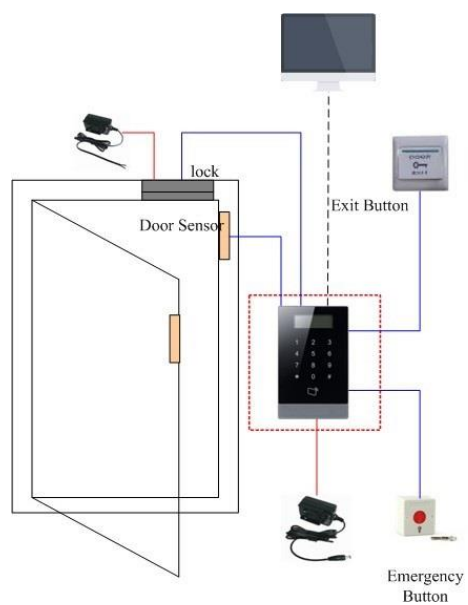 lock
DOOR
EXIT
Exit Button
Door Sensor
1 2 3
4 5 6
7 8 9
* 0 #
Emergency
Button